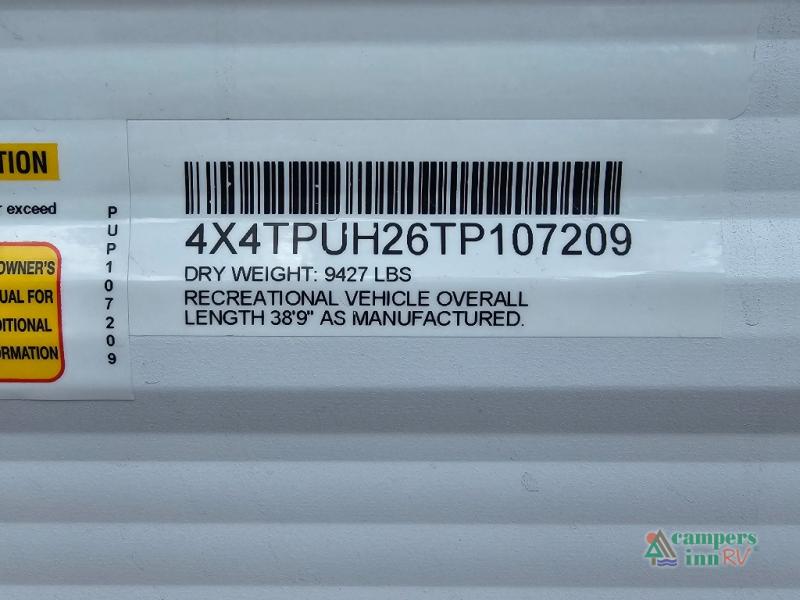 TION
r exceed
OWNER'S
UAL FOR
DITIONAL
ORMATION
PUP107209
4X4TPUH26TP107209
DRY WEIGHT: 9427 LBS
RECREATIONAL VEHICLE OVERALL
LENGTH 38'9" AS MANUFACTURED.
campers
inn RV